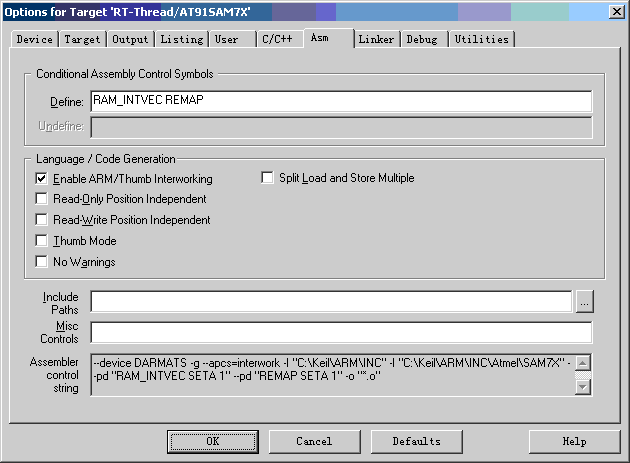 Options for Target 'RT-Thread/AT91SAM7X'
Device Target Output Listing User C/C++ Asm Linker Debug Utilities
Conditional Assembly Control Symbols
Define: RAM_INTVEC REMAP
Undefine:
Language / Code Generation
Enable ARM/Thumb Interworking Split Load and Store Multiple
Read-Only Position Independent
Read-Write Position Independent
Thumb Mode
No Warnings
Include
Paths
...
Misc
Controls
Assembler
control
string
--device DARMATS -g --apcs=interwork -I "C:\Keil\ARM\INC" -I "C:\Keil\ARM\INC\Atmel\SAM7X" -
-pd "RAM_INTVEC SETA 1" --pd "REMAP SETA 1" -o "*.o"
OK Cancel Defaults Help